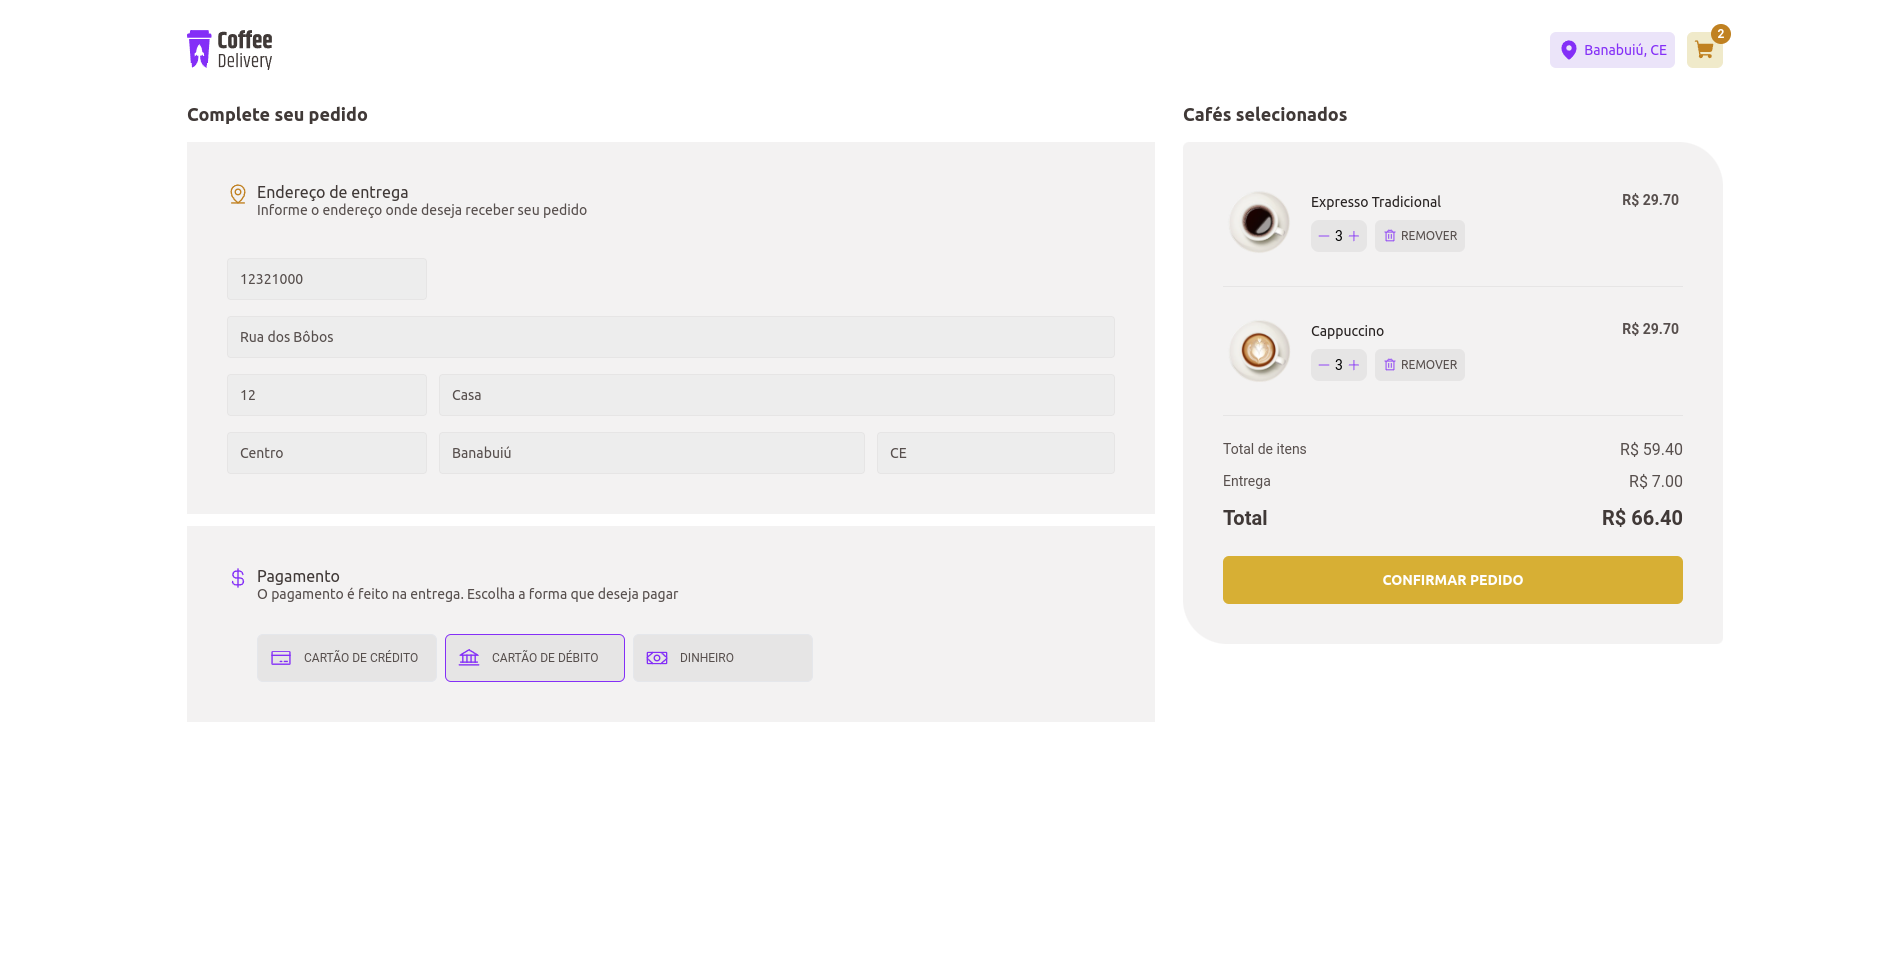 Coffee
Delivery
Banabuiú, CE
2
Complete seu pedido
Endereço de entrega
Informe o endereço onde deseja receber seu pedido
12321000
Rua dos Bôbos
12
Casa
Centro
Banabuiú
CE
Pagamento
O pagamento é feito na entrega. Escolha a forma que deseja pagar
CARTÃO DE CRÉDITO
CARTÃO DE DÉBITO
DINHEIRO
Cafés selecionados
Expresso Tradicional
R$ 29.70
3
REMOVER
Cappuccino
R$ 29.70
3
REMOVER
Total de itens
R$ 59.40
Entrega
R$ 7.00
Total
R$ 66.40
CONFIRMAR PEDIDO